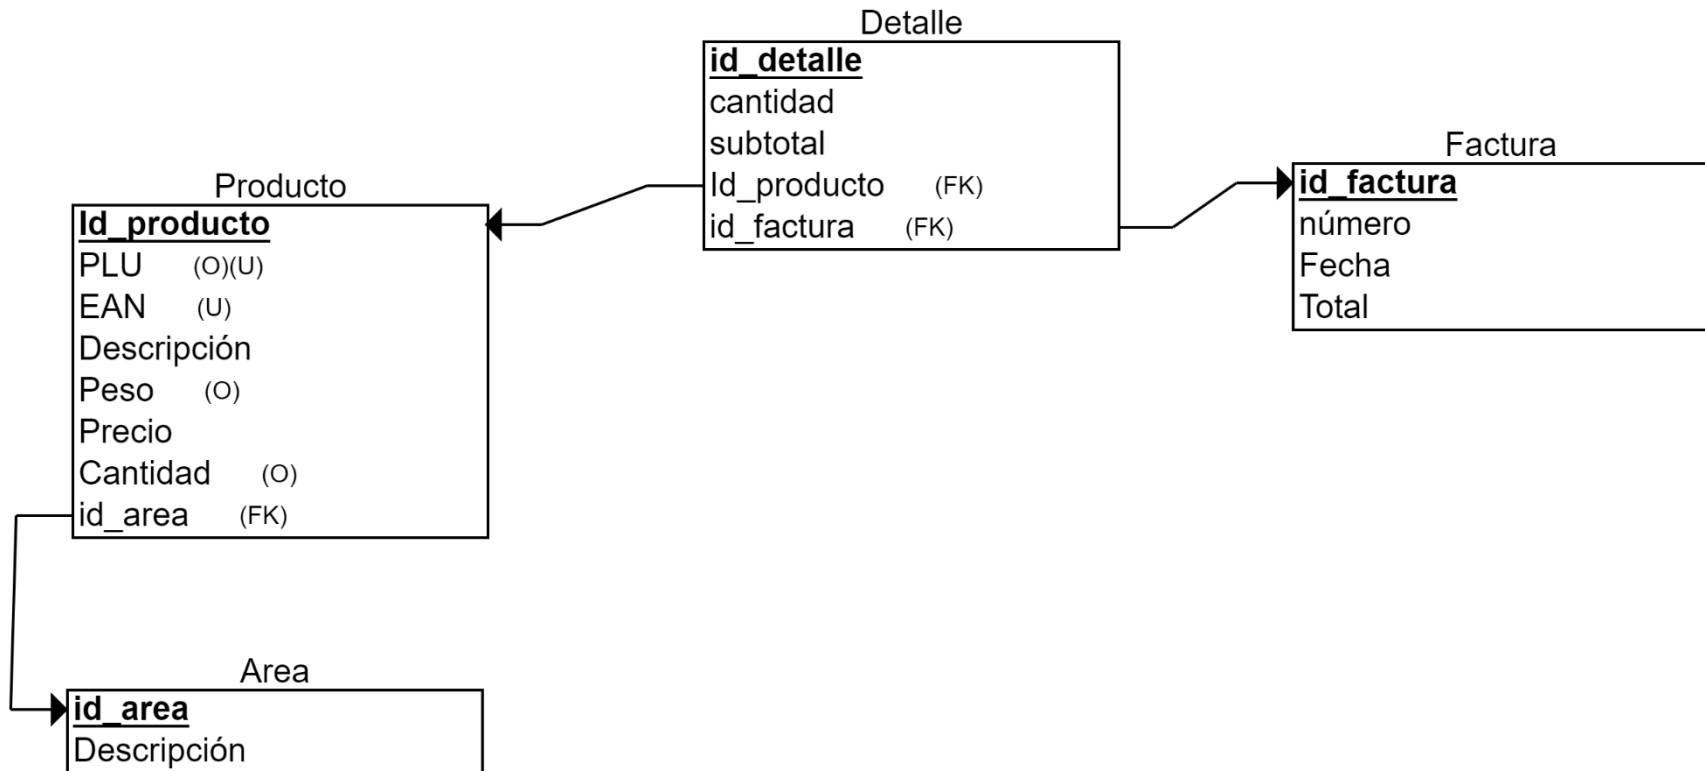 Detalle
id_detalle
cantidad
subtotal
Id_producto (FK)
id_factura (FK)
Factura
id_factura
número
Fecha
Total
Producto
Id_producto
PLU (O)(U)
EAN (U)
Descripción
Peso (O)
Precio
Cantidad (O)
id_area (FK)
Area
id_area
Descripción